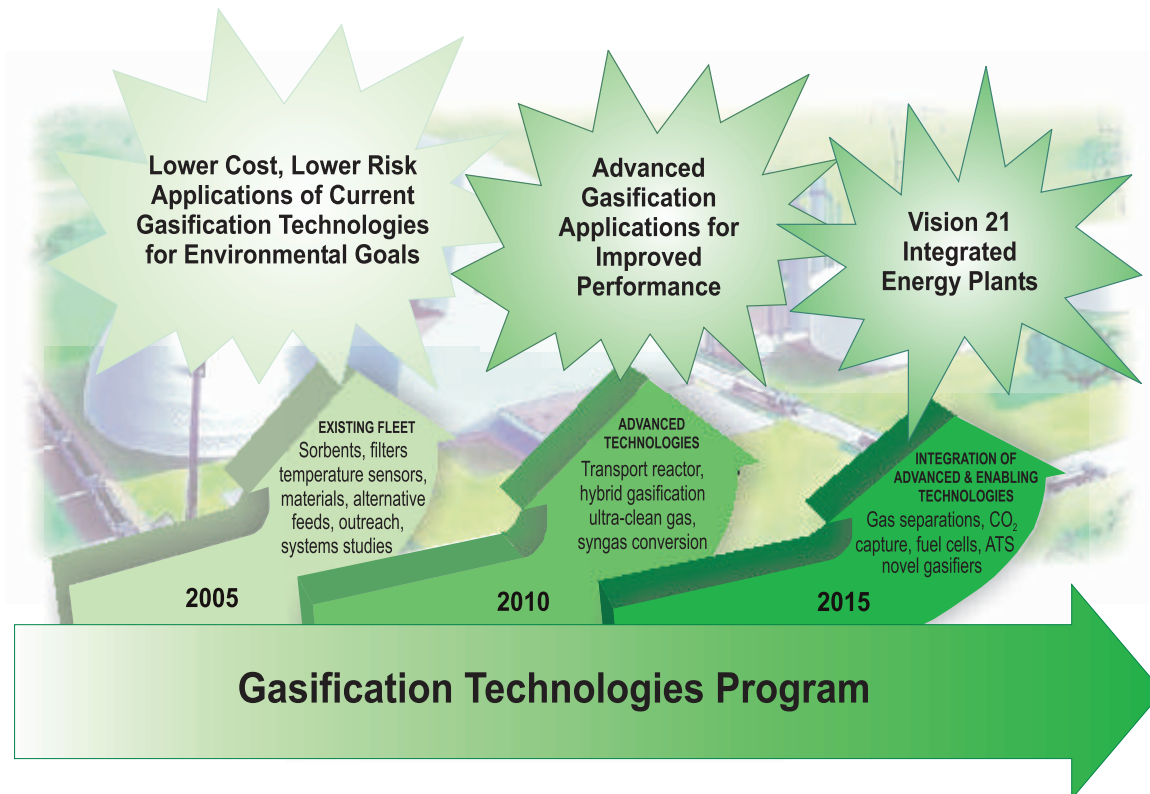 Lower Cost, Lower Risk
Applications of Current
Gasification Technologies
for Environmental Goals
Advanced
Gasification
Applications for
Improved
Performance
Vision 21
Integrated
Energy Plants
EXISTING FLEET
Sorbents, filters
temperature sensors,
materials, alternative
feeds, outreach,
systems studies
ADVANCED
TECHNOLOGIES
Transport reactor,
hybrid gasification
ultra-clean gas,
syngas conversion
INTEGRATION OF
ADVANCED & ENABLING
TECHNOLOGIES
Gas separations, CO₂
capture, fuel cells, ATS
novel gasifiers
2005
2010
2015
Gasification Technologies Program